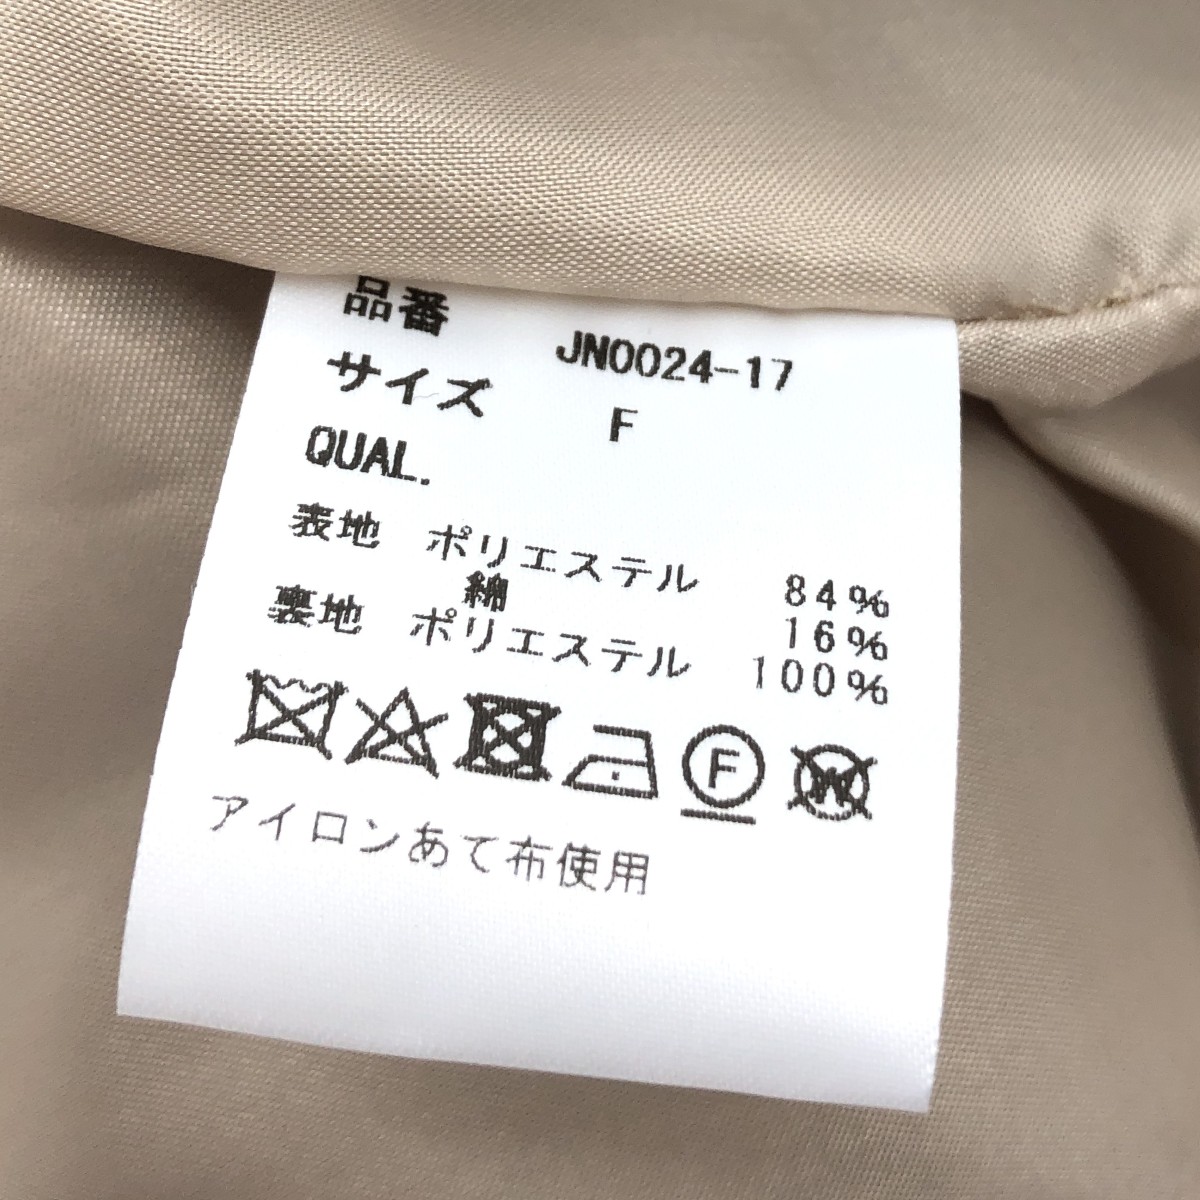 品番 JN0024-17
サイズ F
QUAL.
表地 ポリエステル 84%
綿 16%
裏地 ポリエステル 100%
F W
アイロンあて布使用